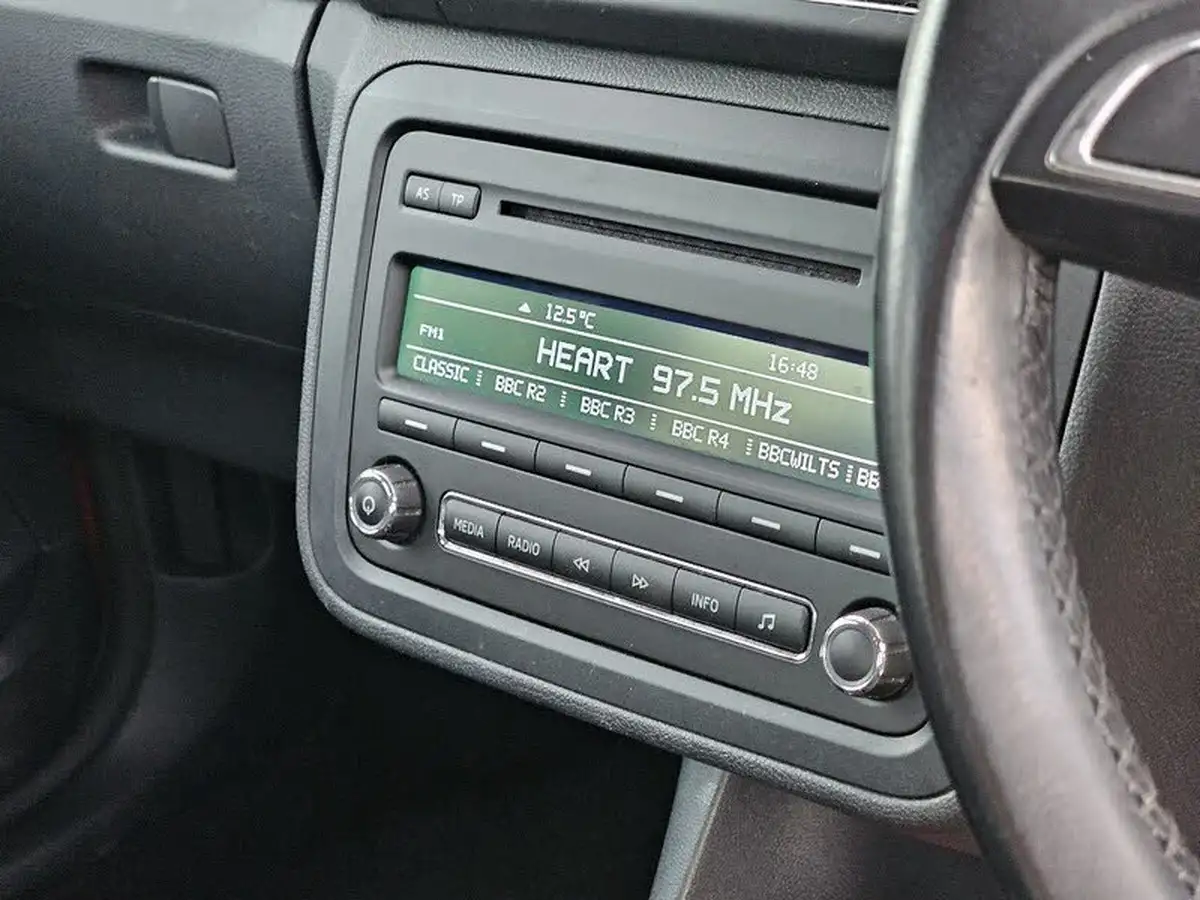 AS TP
12.5°C
FM1 16:48
HEART 97.5 MHz
CLASSIC BBC R2 BBC R3 BBC R4 BBCWILTS BB
MEDIA RADIO INFO